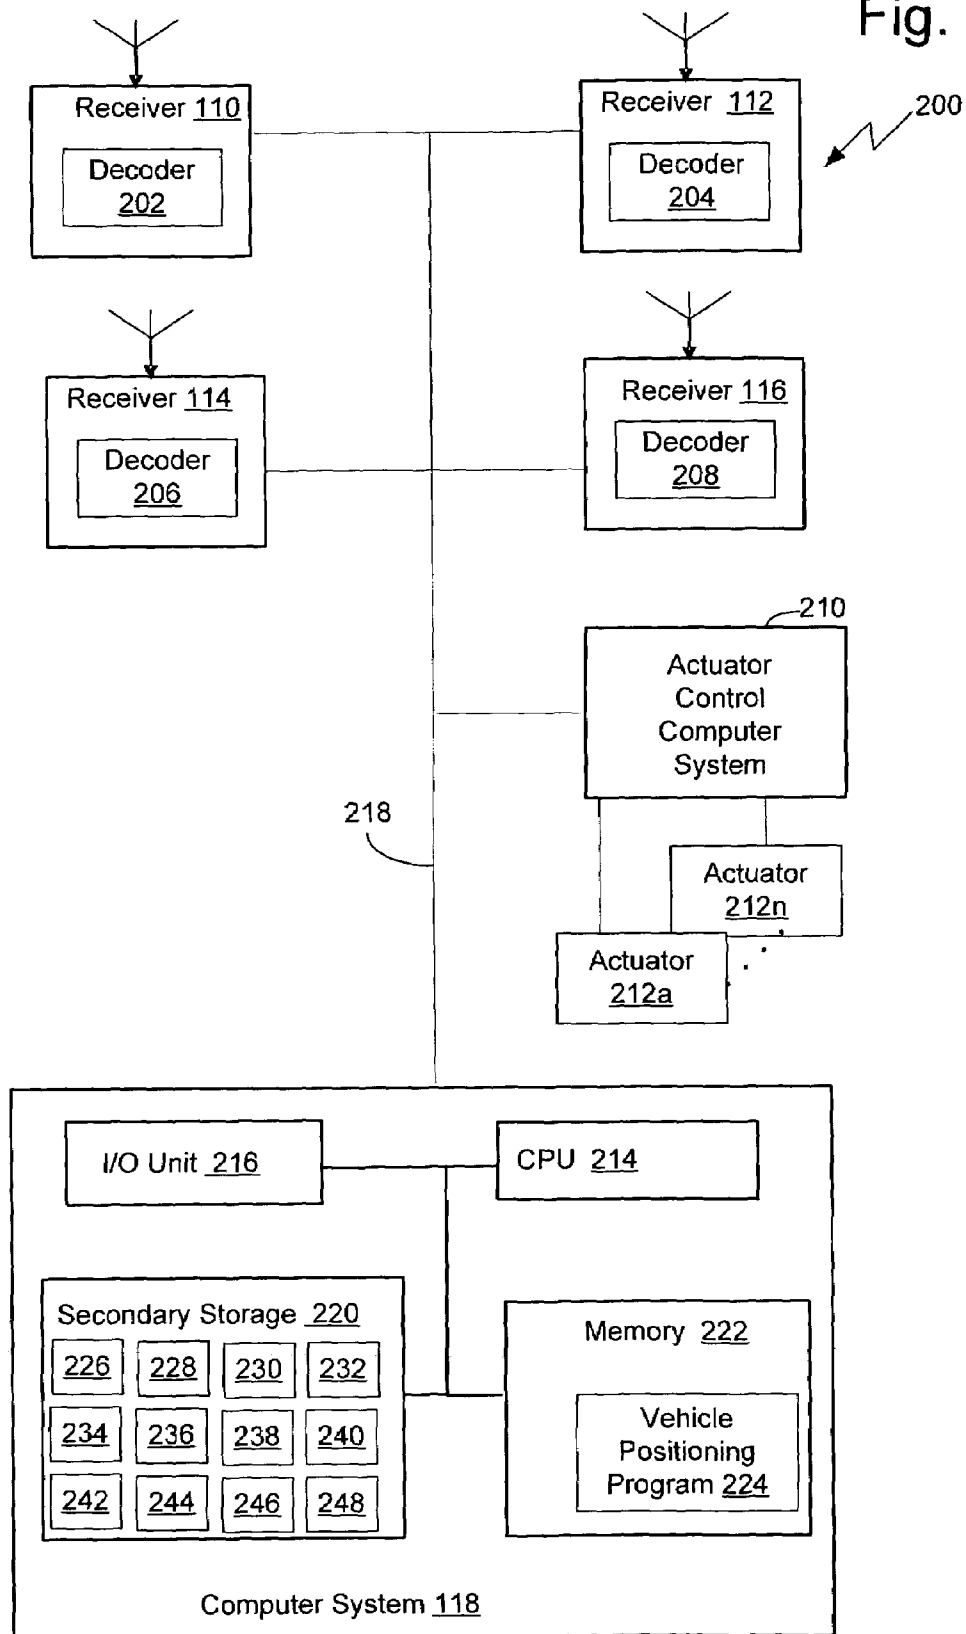 Fig.
200
Receiver 110
Decoder
202
Receiver 112
Decoder
204
Receiver 114
Decoder
206
Receiver 116
Decoder
208
210
Actuator
Control
Computer
System
218
Actuator
212n
Actuator
212a
I/O Unit 216
CPU 214
Secondary Storage 220
226 228 230 232
234 236 238 240
242 244 246 248
Memory 222
Vehicle
Positioning
Program 224
Computer System 118